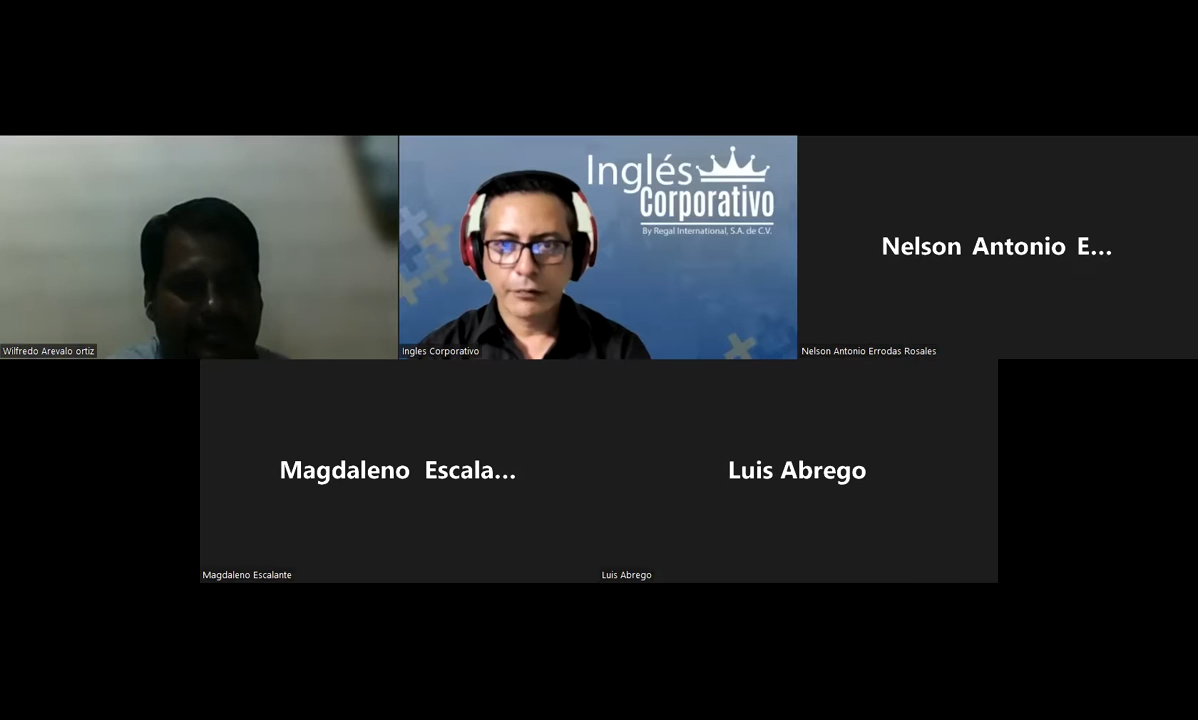 Inglés
Corporativo
By Regal International, S.A. de C.V.
Nelson Antonio E...
Wilfredo Arevalo ortiz
Ingles Corporativo
Nelson Antonio Errodas Rosales
Magdaleno Escala...
Luis Abrego
Magdaleno Escalante
Luis Abrego